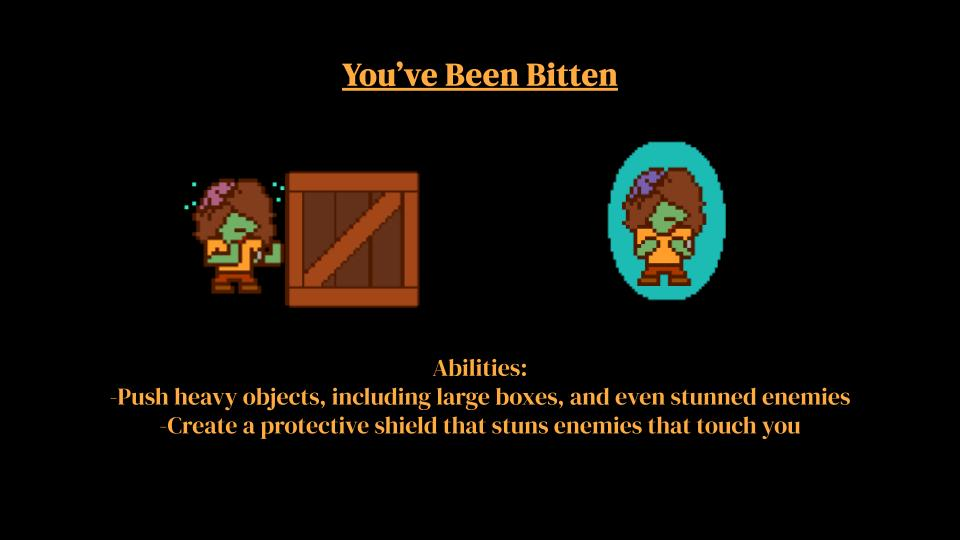 You’ve Been Bitten
Abilities:
-Push heavy objects, including large boxes, and even stunned enemies
-Create a protective shield that stuns enemies that touch you